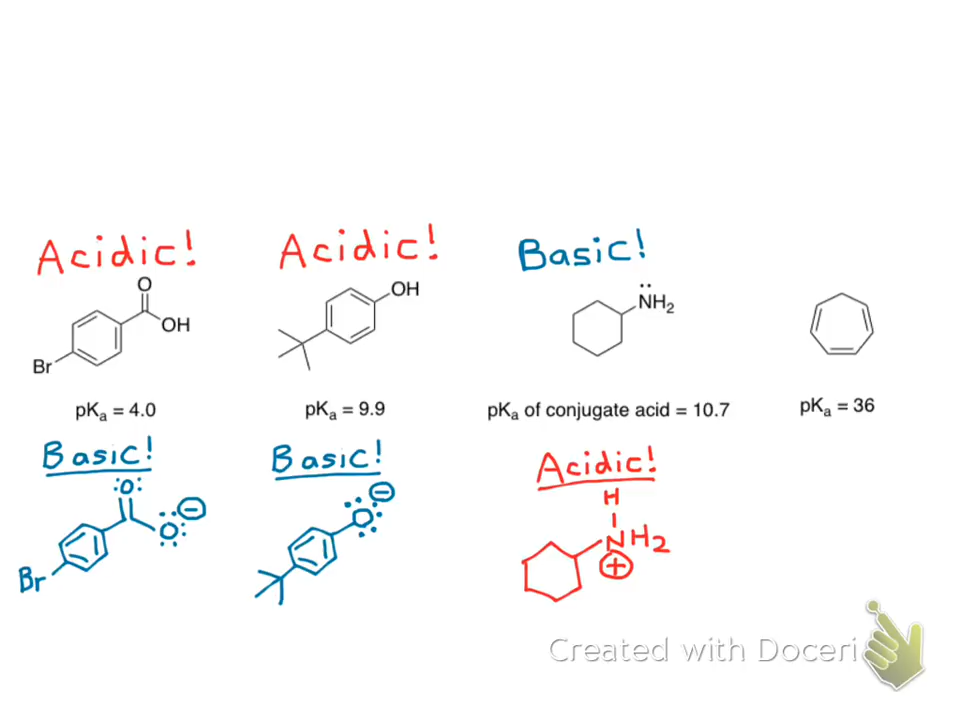 Acidic! Acidic! Basic!
O
OH
Br
OH
N̈H₂
pKₐ = 4.0 pKₐ = 9.9 pKₐ of conjugate acid = 10.7 pKₐ = 36
Basic! Basic! Acidic!
:O:
O ⊖
Br
O ⊖
H
NH₂
⊕
Created with Doceri